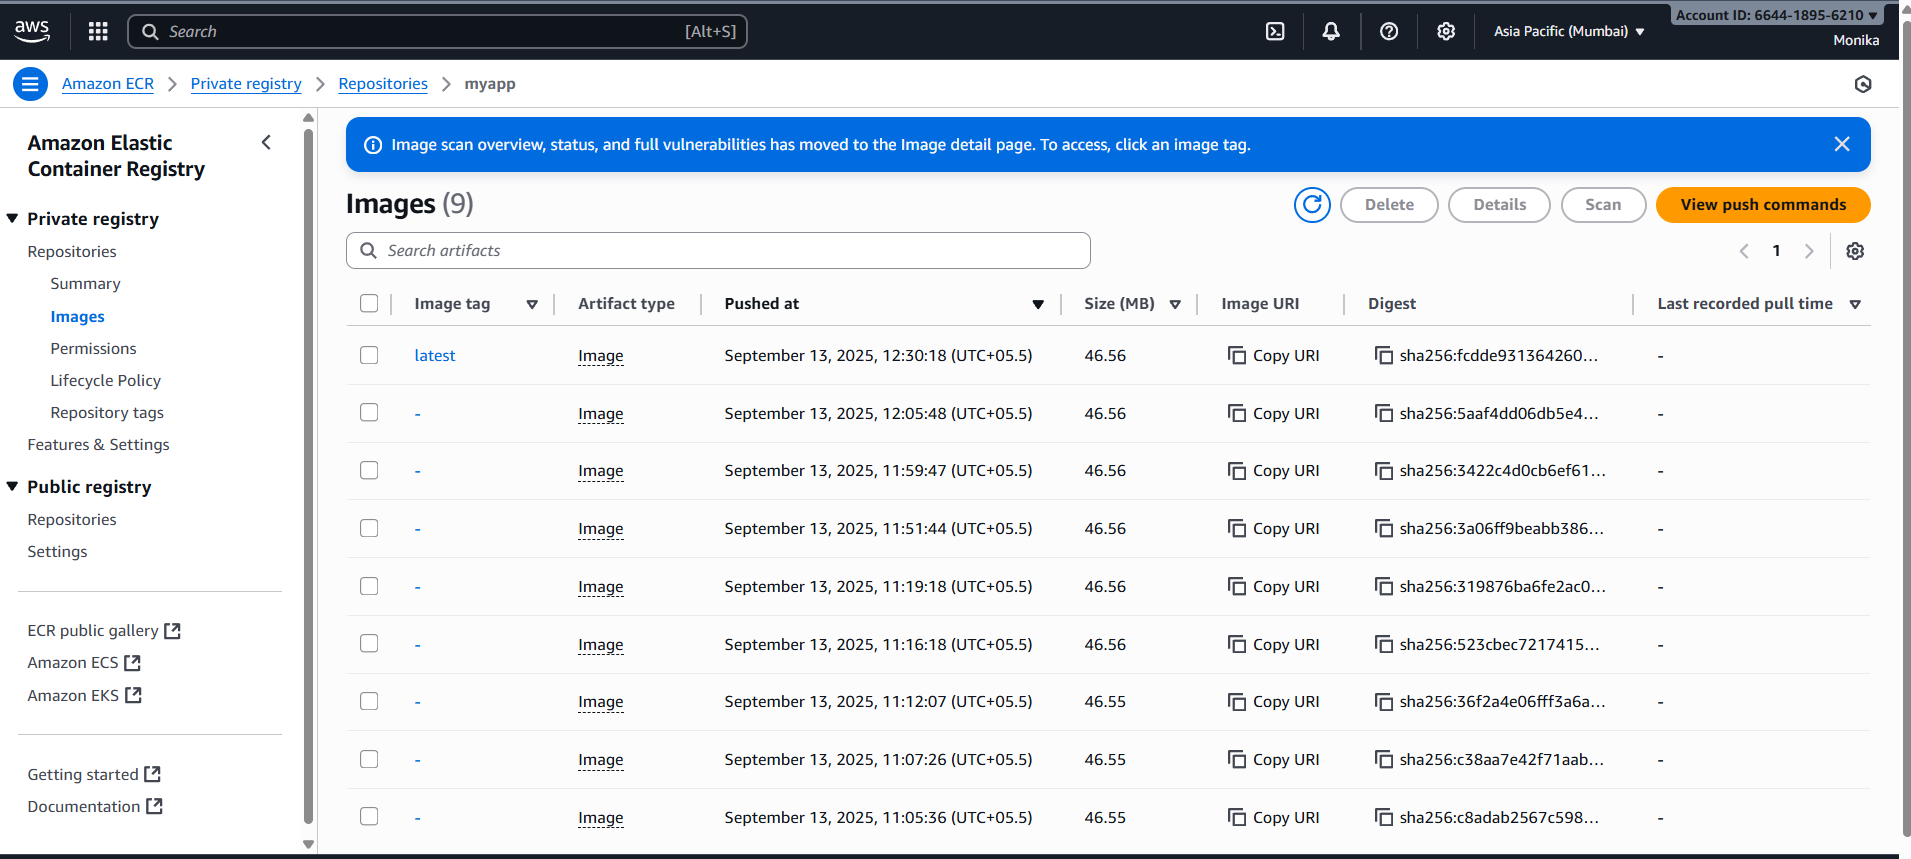 aws
Search [Alt+S]
Asia Pacific (Mumbai) ▼
Account ID: 6644-1895-6210 ▼
Monika
Amazon ECR > Private registry > Repositories > myapp
Amazon Elastic
Container Registry
Private registry
Repositories
Summary
Images
Permissions
Lifecycle Policy
Repository tags
Features & Settings
Public registry
Repositories
Settings
ECR public gallery
Amazon ECS
Amazon EKS
Getting started
Documentation
Image scan overview, status, and full vulnerabilities has moved to the Image detail page. To access, click an image tag.
Images (9)
Delete Details Scan View push commands
Search artifacts
1
Image tag Artifact type Pushed at Size (MB) Image URI Digest Last recorded pull time
latest Image September 13, 2025, 12:30:18 (UTC+05.5) 46.56 Copy URI sha256:fcdde931364260... -
- Image September 13, 2025, 12:05:48 (UTC+05.5) 46.56 Copy URI sha256:5aaf4dd06db5e4... -
- Image September 13, 2025, 11:59:47 (UTC+05.5) 46.56 Copy URI sha256:3422c4d0cb6ef61... -
- Image September 13, 2025, 11:51:44 (UTC+05.5) 46.56 Copy URI sha256:3a06ff9beabb386... -
- Image September 13, 2025, 11:19:18 (UTC+05.5) 46.56 Copy URI sha256:319876ba6fe2ac0... -
- Image September 13, 2025, 11:16:18 (UTC+05.5) 46.56 Copy URI sha256:523cbec7217415... -
- Image September 13, 2025, 11:12:07 (UTC+05.5) 46.55 Copy URI sha256:36f2a4e06fff3a6a... -
- Image September 13, 2025, 11:07:26 (UTC+05.5) 46.55 Copy URI sha256:c38aa7e42f71aab... -
- Image September 13, 2025, 11:05:36 (UTC+05.5) 46.55 Copy URI sha256:c8adab2567c598... -